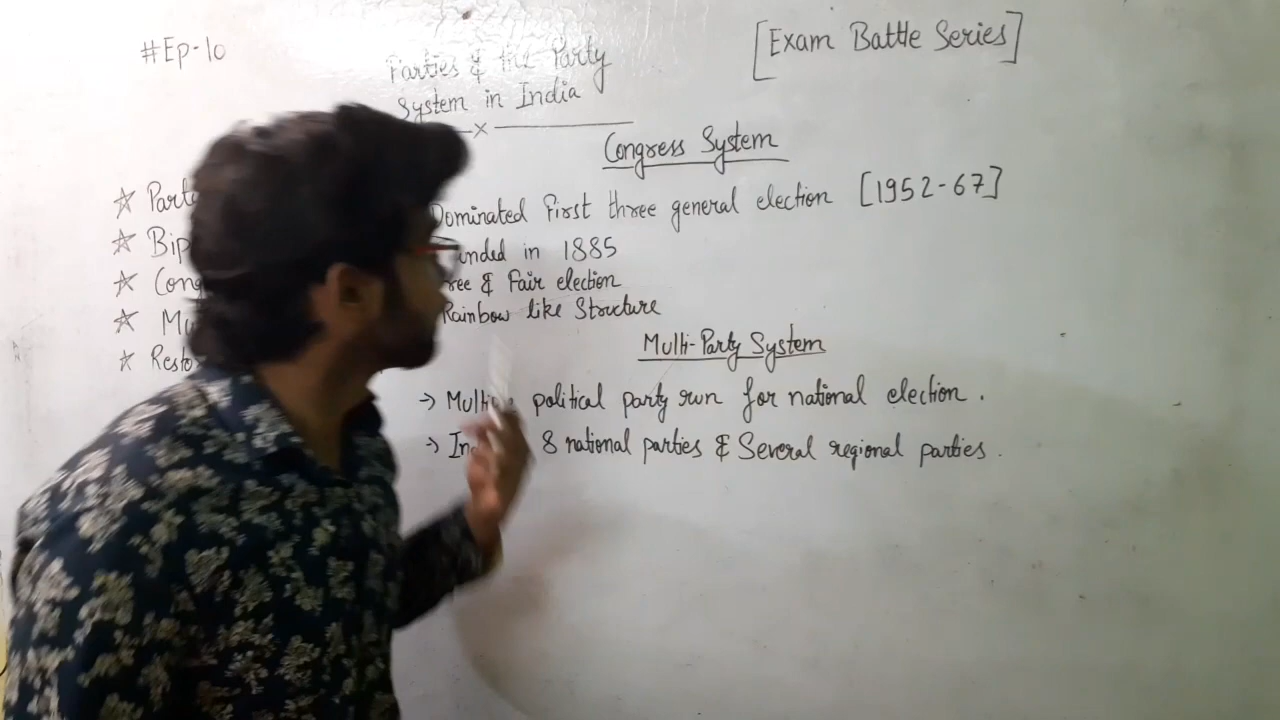 #Ep-10
[Exam Battle Series]
Parties & the Party
System in India
Congress System
Dominated first three general election [1952-67]
in 1885
& Fair election
Rainbow like Structure
Multi-Party System
→ political party run for national election.
→ 8 national parties & Several regional parties.